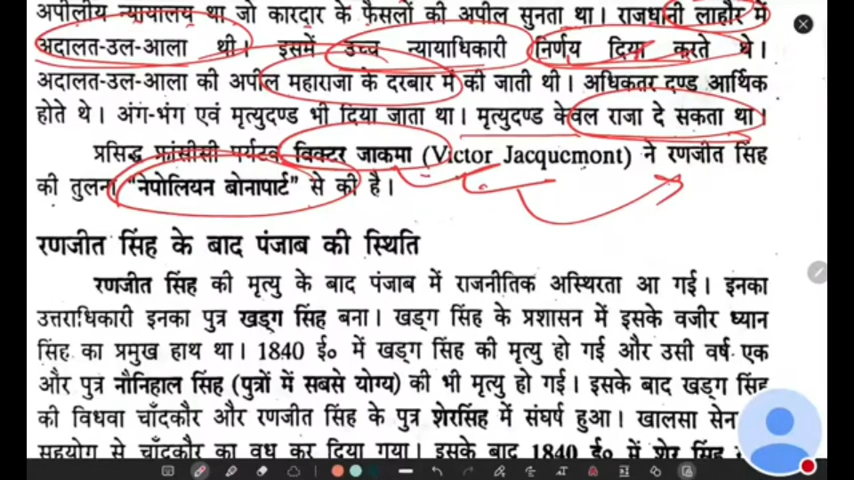 अपीलीय न्यायालय था जो कारदार के फ़ैसलों की अपील सुनता था। राजधानी लाहौर में
अदालत-उल-आला थी। इसमें उच्च न्यायाधिकारी निर्णय दिया करते थे।
अदालत-उल-आला की अपील महाराजा के दरबार में की जाती थी। अधिकतर दण्ड आर्थिक
होते थे। अंग-भंग एवं मृत्युदण्ड भी दिया जाता था। मृत्युदण्ड केवल राजा दे सकता था।
प्रसिद्ध फ्रांसीसी पर्यटक विक्टर जाकमा (Victor Jacquemont) ने रणजीत सिंह
की तुलना "नेपोलियन बोनापार्ट" से की है।
रणजीत सिंह के बाद पंजाब की स्थिति
रणजीत सिंह की मृत्यु के बाद पंजाब में राजनीतिक अस्थिरता आ गई। इनका
उत्तराधिकारी इनका पुत्र खड्ग सिंह बना। खड्ग सिंह के प्रशासन में इसके वजीर ध्यान
सिंह का प्रमुख हाथ था। 1840 ई० में खड्ग सिंह की मृत्यु हो गई और उसी वर्ष एक
और पुत्र नौनिहाल सिंह (पुत्रों में सबसे योग्य) की भी मृत्यु हो गई। इसके बाद खड्ग सिंह
की विधवा चाँदकौर और रणजीत सिंह के पुत्र शेरसिंह में संघर्ष हुआ। खालसा सेन
सहयोग से चाँदकौर का वध कर दिया गया। इसके बाद 1840 ई० में शेर सिंह